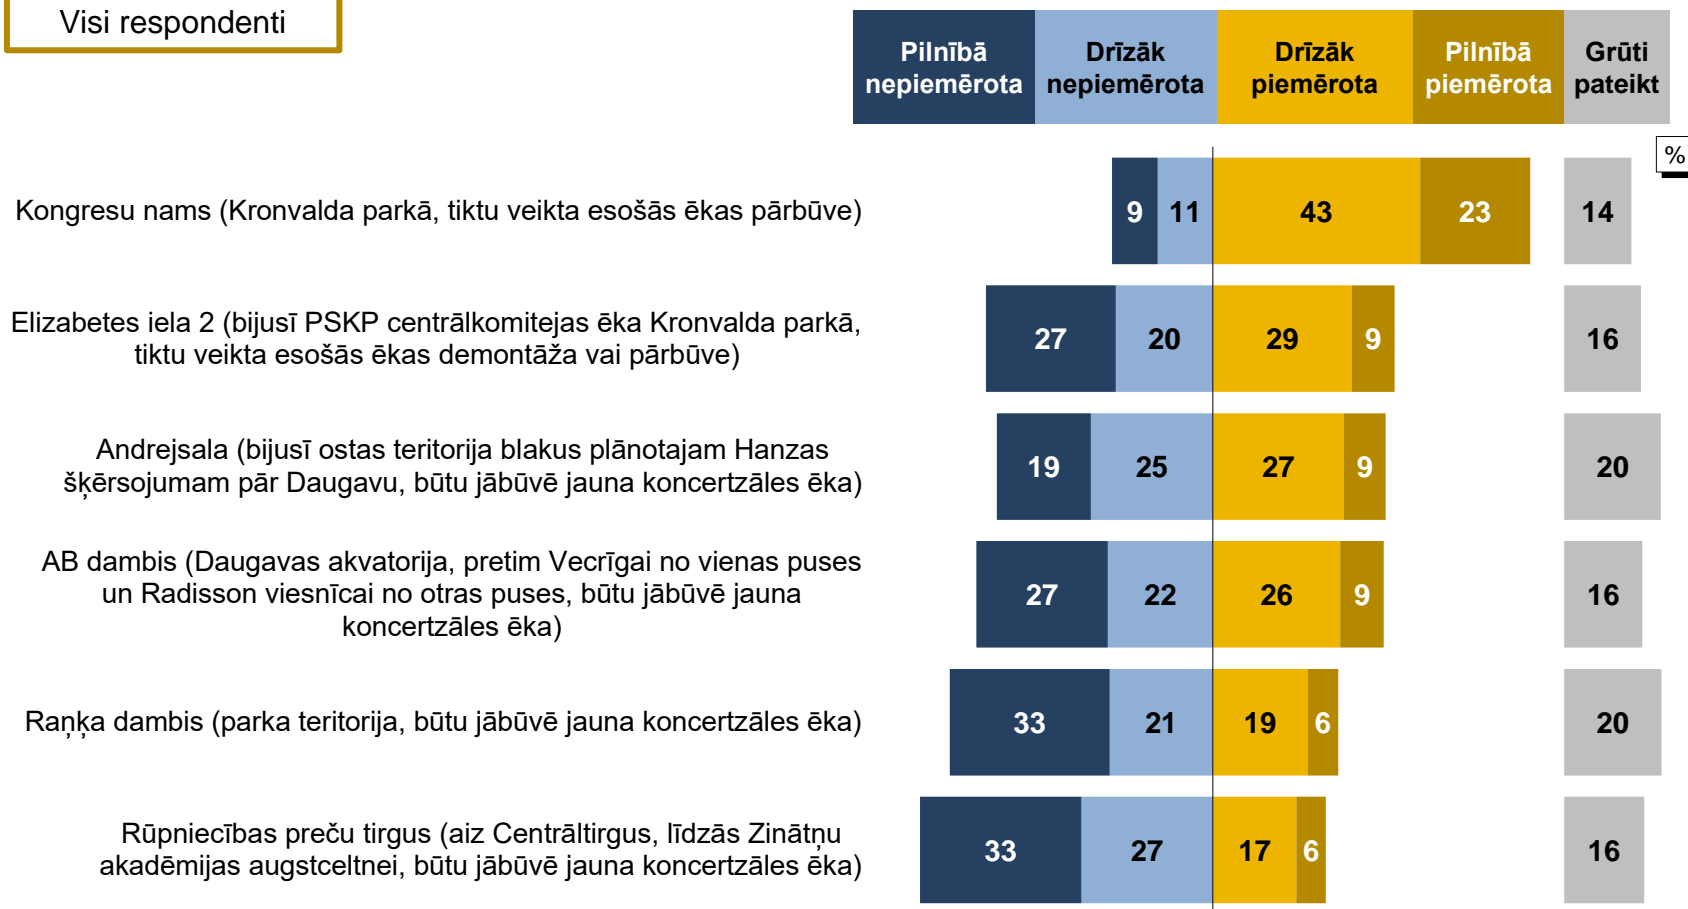 Visi respondenti
Pilnībā nepiemērota
Drīzāk nepiemērota
Drīzāk piemērota
Pilnībā piemērota
Grūti pateikt
%
Kongresu nams (Kronvalda parkā, tiktu veikta esošās ēkas pārbūve)
9 11 43 23 14
Elizabetes iela 2 (bijusī PSKP centrālkomitejas ēka Kronvalda parkā,
tiktu veikta esošās ēkas demontāža vai pārbūve)
27 20 29 9 16
Andrejsala (bijusī ostas teritorija blakus plānotajam Hanzas
šķērsojumam pār Daugavu, būtu jābūvē jauna koncertzāles ēka)
19 25 27 9 20
AB dambis (Daugavas akvatorija, pretim Vecrīgai no vienas puses
un Radisson viesnīcai no otras puses, būtu jābūvē jauna
koncertzāles ēka)
27 22 26 9 16
Raņķa dambis (parka teritorija, būtu jābūvē jauna koncertzāles ēka)
33 21 19 6 20
Rūpniecības preču tirgus (aiz Centrāltirgus, līdzās Zinātņu
akadēmijas augstceltnei, būtu jābūvē jauna koncertzāles ēka)
33 27 17 6 16